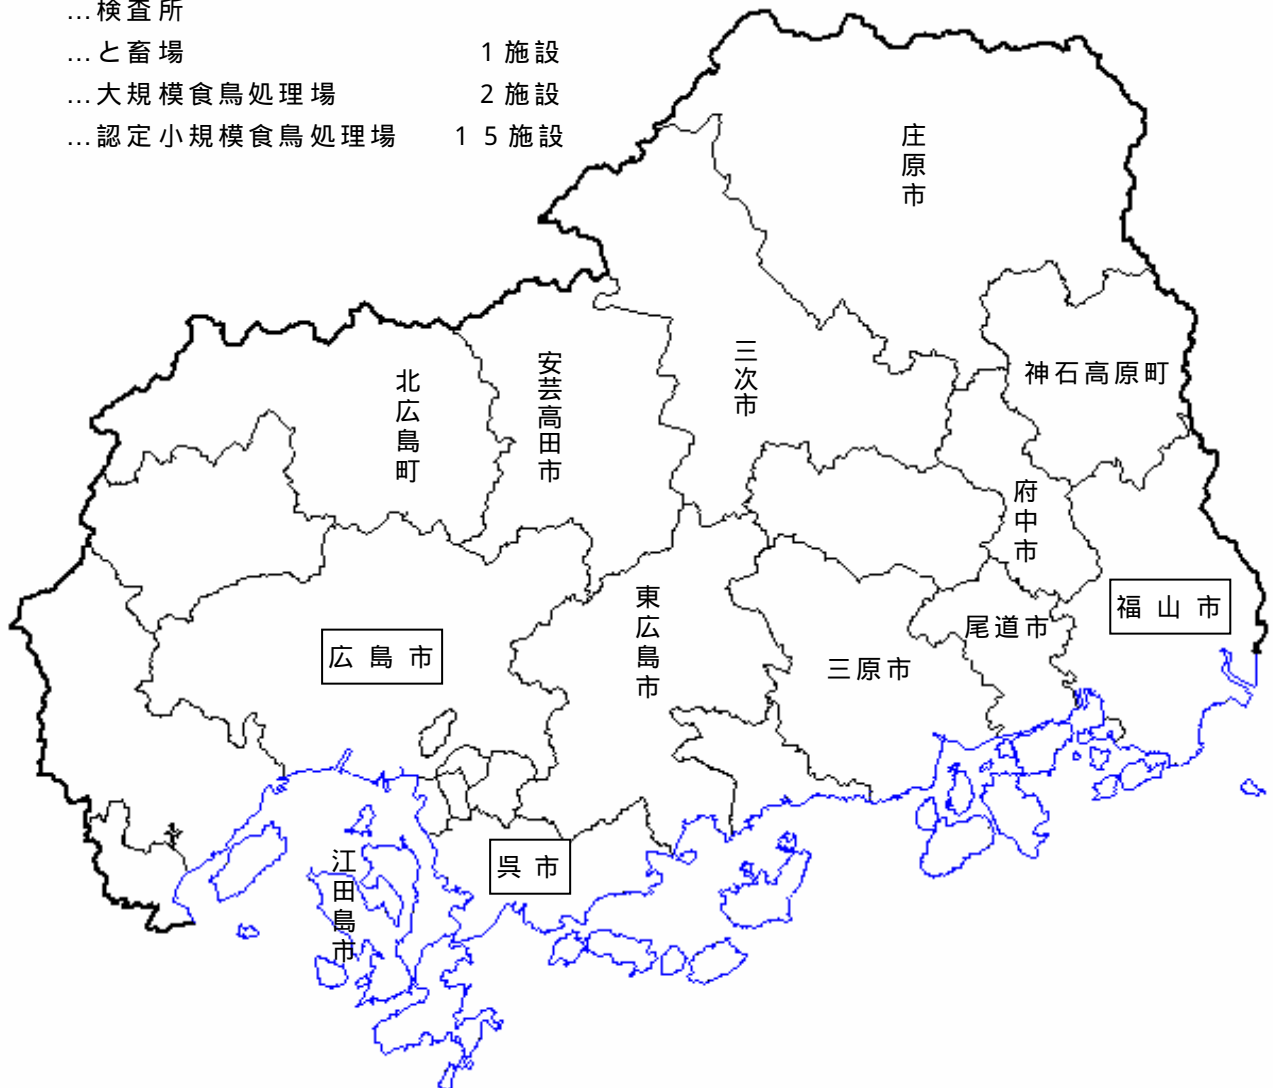 …検査所
…と畜場 1施設
…大規模食鳥処理場 2施設
…認定小規模食鳥処理場 15施設
庄原市
神石高原町
三次市
安芸高田市
北広島町
府中市
福山市
尾道市
東広島市
広島市
三原市
呉市
江田島市